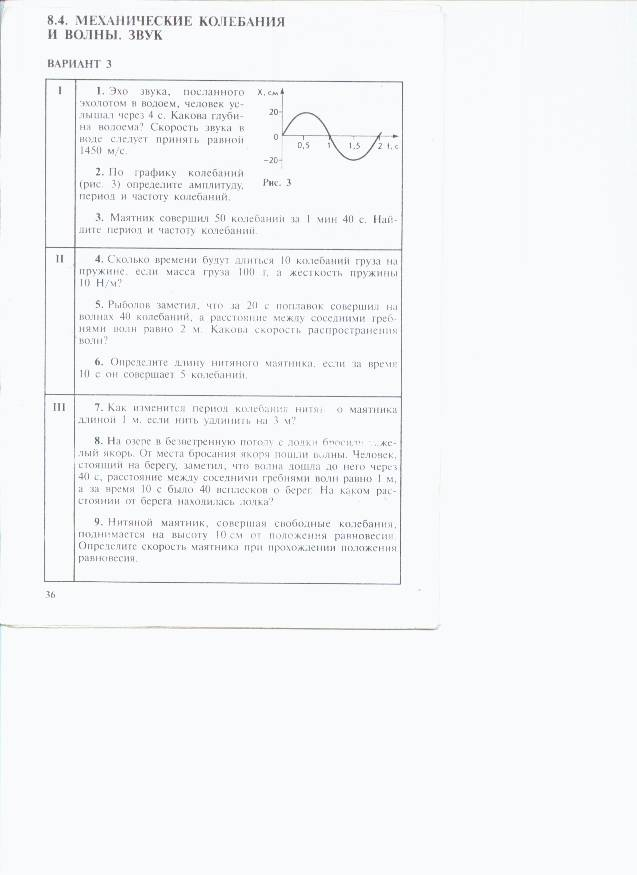 8.4. МЕХАНИЧЕСКИЕ КОЛЕБАНИЯ
И ВОЛНЫ. ЗВУК
ВАРИАНТ 3
I
1. Эхо звука, посланного
эхолотом в водоем, человек ус-
лышал через 4 с. Какова глуби-
на водоема? Скорость звука в
воде следует принять равной
1450 м/с.
X, см
20
0
-20
0,5 1 1,5 2 t, с
Рис. 3
2. По графику колебаний
(рис. 3) определите амплитуду,
период и частоту колебаний.
3. Маятник совершил 50 колебаний за 1 мин 40 с. Най-
дите период и частоту колебаний.
II
4. Сколько времени будут длиться 10 колебаний груза на
пружине, если масса груза 100 г, а жесткость пружины
10 Н/м?
5. Рыболов заметил, что за 20 с поплавок совершил на
волнах 40 колебаний, а расстояние между соседними греб-
нями волн равно 2 м. Какова скорость распространения
волн?
6. Определите длину нитяного маятника, если за время
10 с он совершает 5 колебаний.
III
7. Как изменится период колебания нитян о маятника
длиной 1 м, если нить удлинить на 3 м?
8. На озере в безветренную погоду с лодки бросили же-
лый якорь. От места бросания якоря пошли волны. Человек,
стоящий на берегу, заметил, что волна дошла до него через
40 с, расстояние между соседними гребнями волн равно 1 м,
а за время 10 с было 40 всплесков о берег. На каком рас-
стоянии от берега находилась лодка?
9. Нитяной маятник, совершая свободные колебания,
поднимается на высоту 10 см от положения равновесия.
Определите скорость маятника при прохождении положения
равновесия.
36